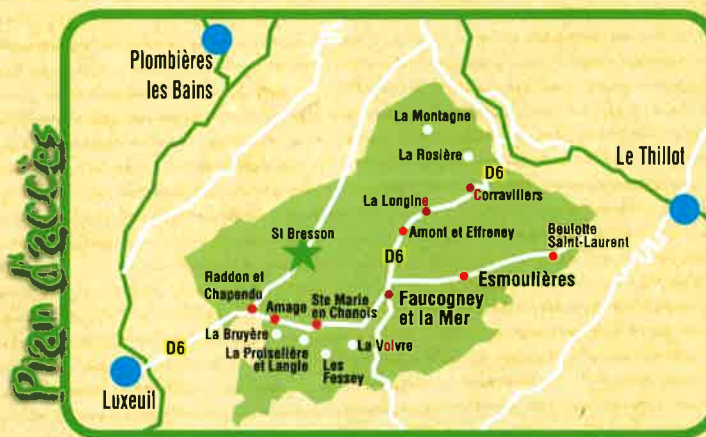 Plan d'accès
Plombières
les Bains
La Montagne
La Rosière
D6
Le Thillot
Corravillers
La Longine
Amont et Effreney
St Bresson
Beulotte
Saint-Laurent
D6
Esmoulières
Raddon et
Chapendu
Amage
Ste Marie
en Chanois
Faucogney
et la Mer
La Bruyère
La Voivre
La Proiselière
et Langle
Les
Fessey
D6
Luxeuil